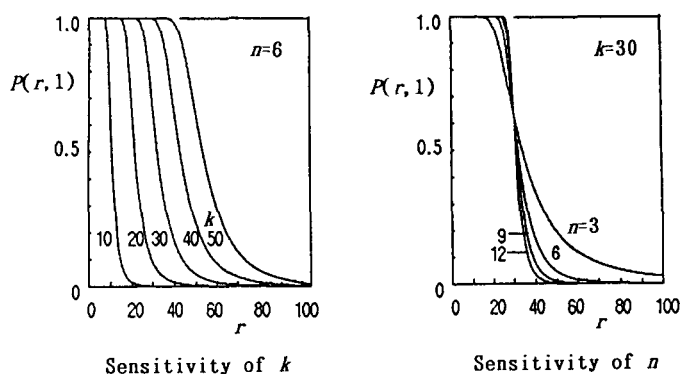 1.0
n=6
P(r,1)
0.5
k
10 20 30 40 50
0
0 20 40 60 80 100
r
Sensitivity of k
1.0
k=30
P(r,1)
0.5
n=3
9
12
6
0
0 20 40 60 80 100
r
Sensitivity of n